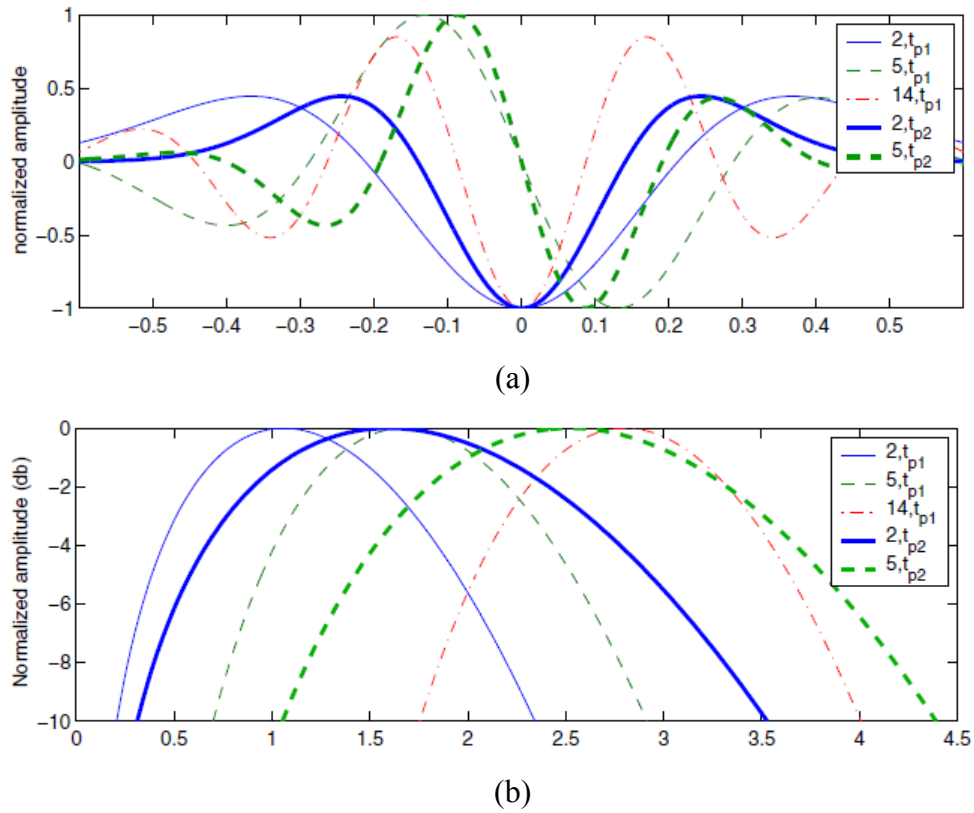 normalized amplitude
1
0.5
0
−0.5
−1
−0.5 −0.4 −0.3 −0.2 −0.1 0 0.1 0.2 0.3 0.4 0.5
2,tp1
5,tp1
14,tp1
2,tp2
5,tp2
(a)
Normalized amplitude (db)
0
−2
−4
−6
−8
−10
0 0.5 1 1.5 2 2.5 3 3.5 4 4.5
2,tp1
5,tp1
14,tp1
2,tp2
5,tp2
(b)